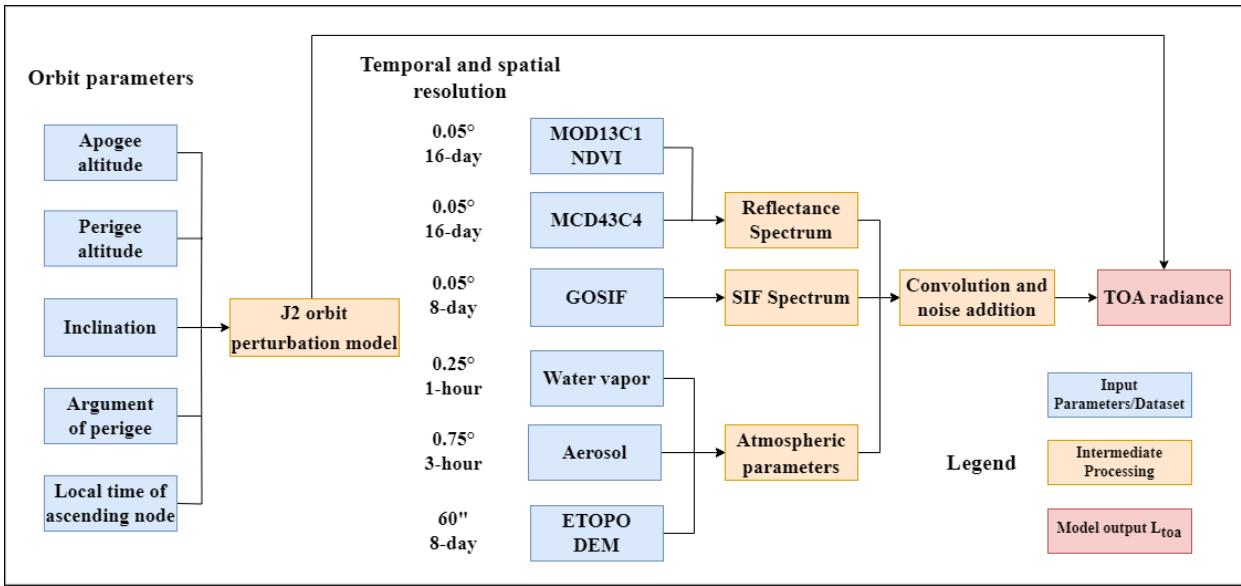 Orbit parameters
Apogee
altitude
Perigee
altitude
Inclination
Argument
of perigee
Local time of
ascending node
J2 orbit
perturbation model
Temporal and spatial
resolution
0.05°
16-day
MOD13C1
NDVI
0.05°
16-day
MCD43C4
0.05°
8-day
GOSIF
0.25°
1-hour
Water vapor
0.75°
3-hour
Aerosol
60"
8-day
ETOPO
DEM
Reflectance
Spectrum
SIF Spectrum
Atmospheric
parameters
Convolution and
noise addition
TOA radiance
Legend
Input
Parameters/Dataset
Intermediate
Processing
Model output Ltoa